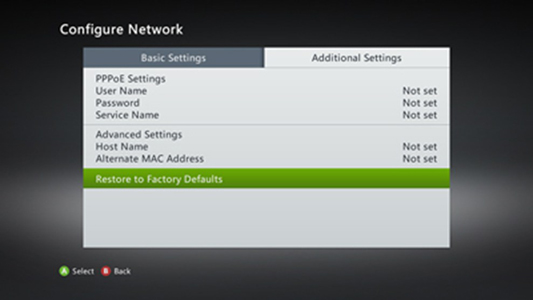 Configure Network
Basic Settings
Additional Settings
PPPoE Settings
User Name Not set
Password Not set
Service Name Not set
Advanced Settings
Host Name Not set
Alternate MAC Address Not set
Restore to Factory Defaults
A Select B Back